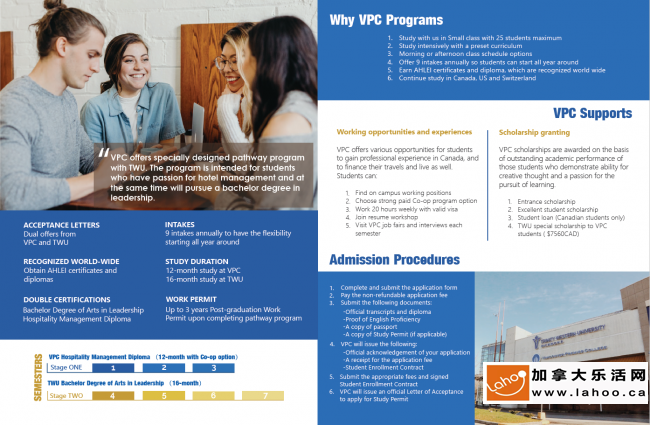 “VPC offers specially designed pathway program
with TWU. The program is intended for students
who have passion for hotel management and at
the same time will pursue a bachelor degree in
leadership.
ACCEPTANCE LETTERS
Dual offers from
VPC and TWU
INTAKES
9 intakes annually to have the flexibility
starting all year around
RECOGNIZED WORLD-WIDE
Obtain AHLEI certificates and
diplomas
STUDY DURATION
12-month study at VPC
16-month study at TWU
DOUBLE CERTIFICATIONS
Bachelor Degree of Arts in Leadership
Hospitality Management Diploma
WORK PERMIT
Up to 3 years Post-graduation Work
Permit upon completing pathway program
SEMESTERS
VPC Hospitality Management Diploma (12-month with Co-op option)
Stage ONE 1 2 3
TWU Bachelor Degree of Arts in Leadership (16-month)
Stage TWO 4 5 6 7
Why VPC Programs
1. Study with us in Small class with 25 students maximum
2. Study intensively with a preset curriculum
3. Morning or afternoon class schedule options
4. Offer 9 intakes annually so students can start all year around
5. Earn AHLEI certificates and diploma, which are recognized world wide
6. Continue study in Canada, US and Switzerland
VPC Supports
Working opportunities and experiences
VPC offers various opportunities for students
to gain professional experience in Canada, and
to finance their travels and live as well.
Students can:
1. Find on campus working positions
2. Choose strong paid Co-op program option
3. Work 20 hours weekly with valid visa
4. Join resume workshop
5. Visit VPC job fairs and interviews each
semester
Scholarship granting
VPC scholarships are awarded on the basis
of outstanding academic performance of
those students who demonstrate ability for
creative thought and a passion for the
pursuit of learning.
1. Entrance scholarship
2. Excellent student scholarship
3. Student loan (Canadian students only)
4. TWU special scholarship to VPC
students ( $7560CAD)
Admission Procedures
1. Complete and submit the application form
2. Pay the non-refundable application fee
3. Submit the following documents:
-Official transcripts and diploma
-Proof of English Proficiency
-A copy of passport
-A copy of Study Permit (if applicable)
4. VPC will issue the following:
-Official acknowledgement of your application
-A receipt for the application fee
-Student Enrollment Contract
5. Submit the appropriate fees and signed
Student Enrollment Contract
6. VPC will issue an official Letter of Acceptance
to apply for Study Permit
TRINITY WESTERN UNIVERSITY
Lahoo
加拿大乐活网
www.lahoo.ca